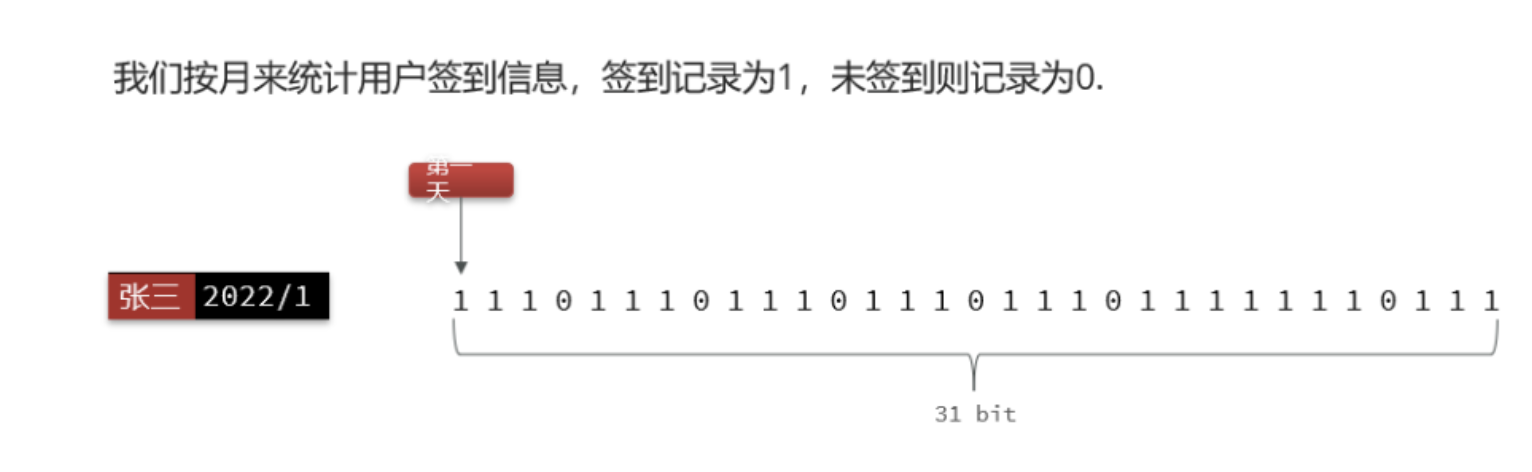 我们按月来统计用户签到信息，签到记录为1，未签到则记录为0.
第一
天
张三 2022/1
1 1 1 0 1 1 1 0 1 1 1 0 1 1 1 0 1 1 1 0 1 1 1 1 1 1 1 0 1 1 1
31 bit